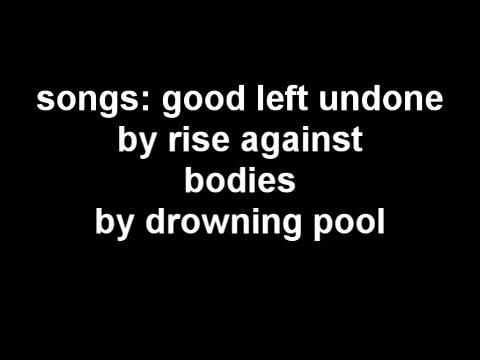 songs: good left undone
by rise against
bodies
by drowning pool